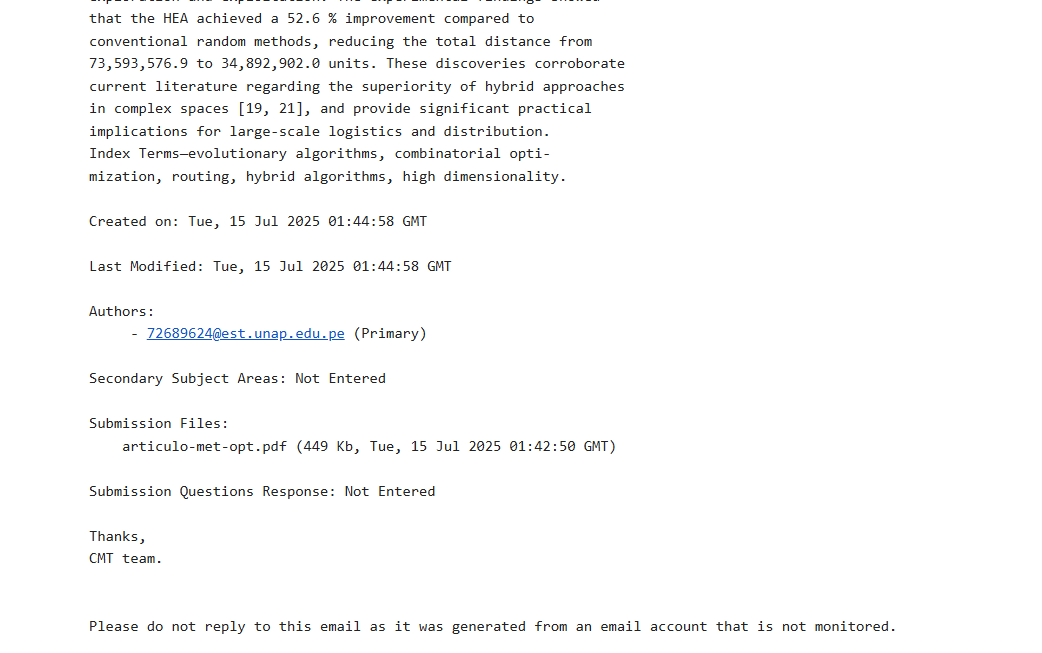 that the HEA achieved a 52.6 % improvement compared to
conventional random methods, reducing the total distance from
73,593,576.9 to 34,892,902.0 units. These discoveries corroborate
current literature regarding the superiority of hybrid approaches
in complex spaces [19, 21], and provide significant practical
implications for large-scale logistics and distribution.
Index Terms—evolutionary algorithms, combinatorial opti-
mization, routing, hybrid algorithms, high dimensionality.
Created on: Tue, 15 Jul 2025 01:44:58 GMT
Last Modified: Tue, 15 Jul 2025 01:44:58 GMT
Authors:
- 72689624@est.unap.edu.pe (Primary)
Secondary Subject Areas: Not Entered
Submission Files:
articulo-met-opt.pdf (449 Kb, Tue, 15 Jul 2025 01:42:50 GMT)
Submission Questions Response: Not Entered
Thanks,
CMT team.
Please do not reply to this email as it was generated from an email account that is not monitored.